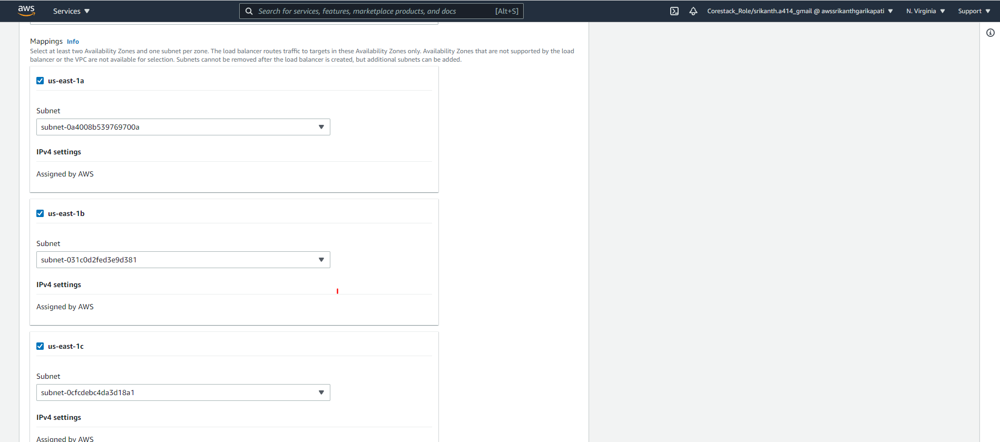 aws Services Search for services, features, marketplace products, and docs [Alt+S] Corestack_Role/srikanth.a414_gmail @ awssrikanthgarikapati N. Virginia Support
Mappings Info
Select at least two Availability Zones and one subnet per zone. The load balancer routes traffic to targets in these Availability Zones only. Availability Zones that are not supported by the load
balancer or the VPC are not available for selection. Subnets cannot be removed after the load balancer is created, but additional subnets can be added.
us-east-1a
Subnet
subnet-0a4008b539769700a
IPv4 settings
Assigned by AWS
us-east-1b
Subnet
subnet-031c0d2fed3e9d381
IPv4 settings
Assigned by AWS
us-east-1c
Subnet
subnet-0cfcdebc4da3d18a1
IPv4 settings
Assigned by AWS